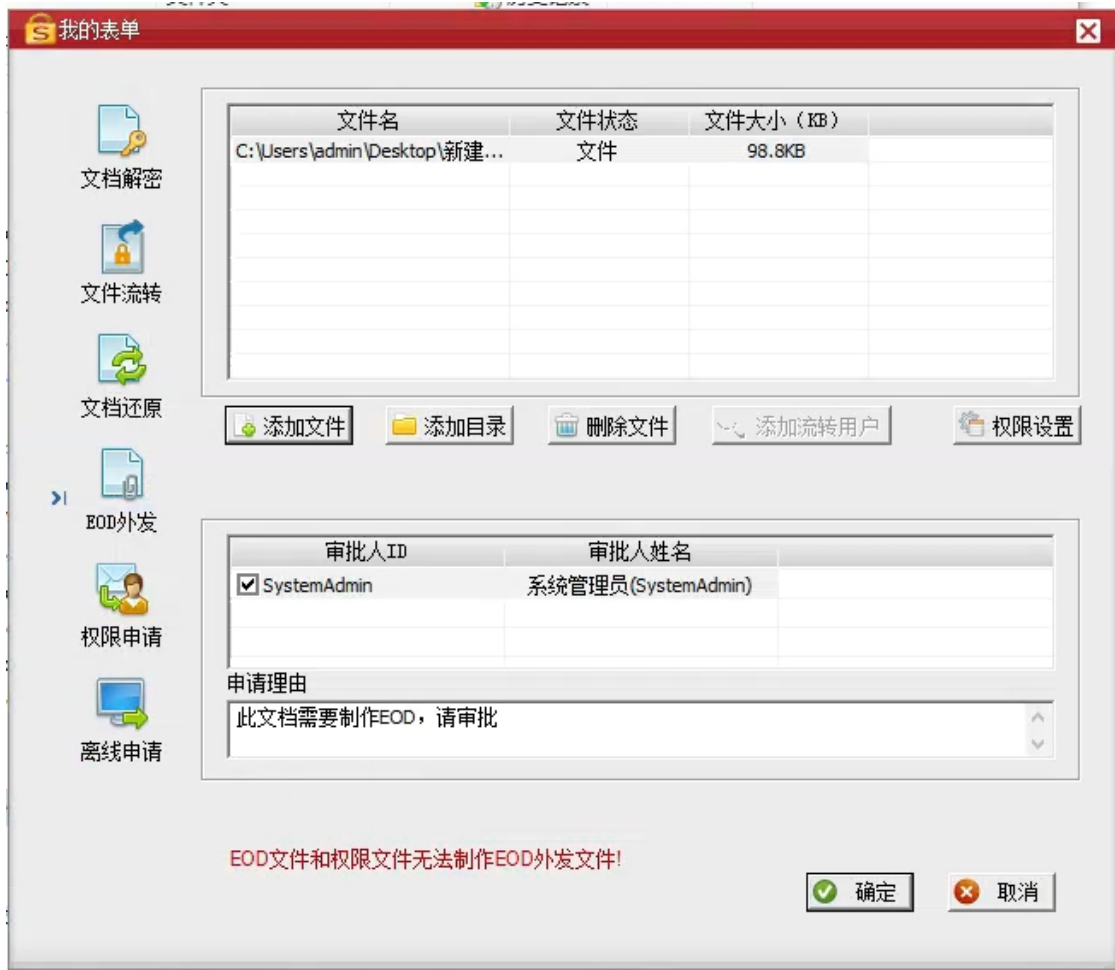 我的表单
文档解密
文件流转
文档还原
EOD外发
权限申请
离线申请
文件名 文件状态 文件大小（KB）
C:\Users\admin\Desktop\新建... 文件 98.8KB
添加文件 添加目录 删除文件 添加流转用户 权限设置
审批人ID 审批人姓名
SystemAdmin 系统管理员(SystemAdmin)
申请理由
此文档需要制作EOD，请审批
EOD文件和权限文件无法制作EOD外发文件!
确定 取消